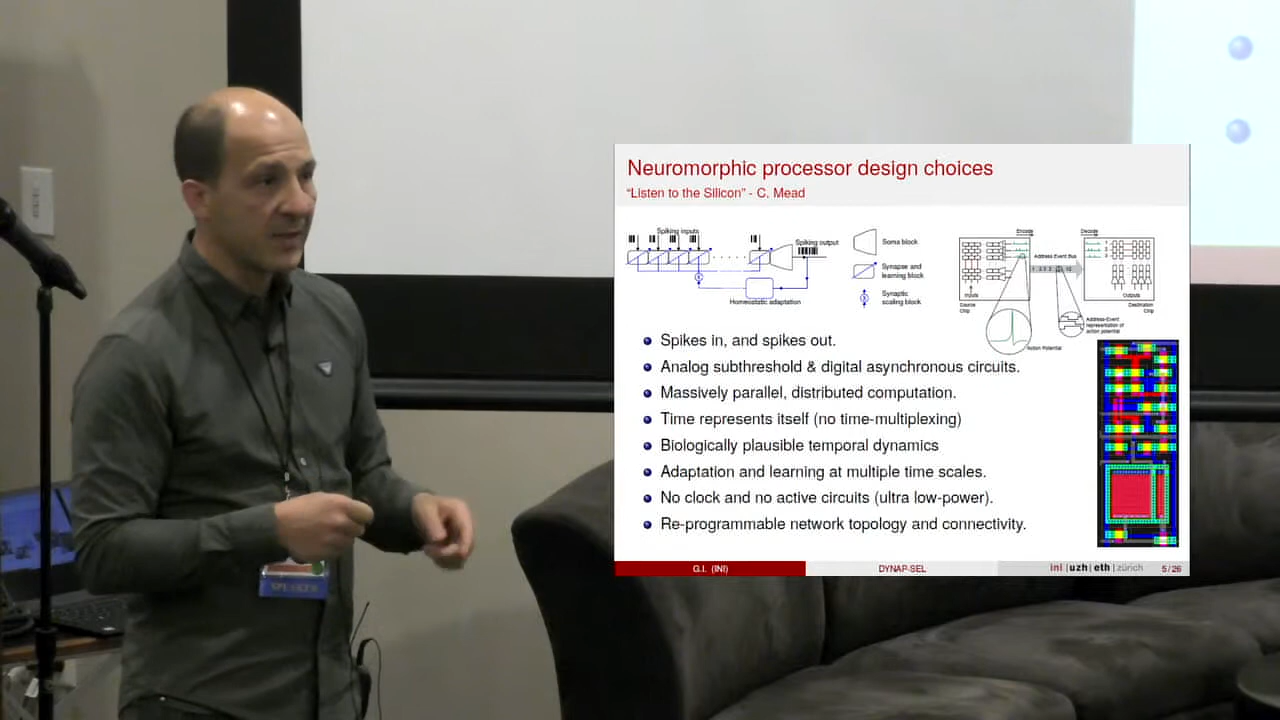 Neuromorphic processor design choices
"Listen to the Silicon" - C. Mead
Spiking inputs
Spiking output
Homeostatic adaptation
Soma block
Synapse and
learning block
Synaptic
scaling block
Encode
Decode
Address Event Bus
Inputs
Outputs
Source
Chip
Destination
Chip
Address-Event
representation of
action potential
Action Potential
Spikes in, and spikes out.
Analog subthreshold & digital asynchronous circuits.
Massively parallel, distributed computation.
Time represents itself (no time-multiplexing)
Biologically plausible temporal dynamics
Adaptation and learning at multiple time scales.
No clock and no active circuits (ultra low-power).
Re-programmable network topology and connectivity.
G.I. (INI)
DYNAP-SEL
ini | uzh | eth | zürich
5/26
SPEAKER